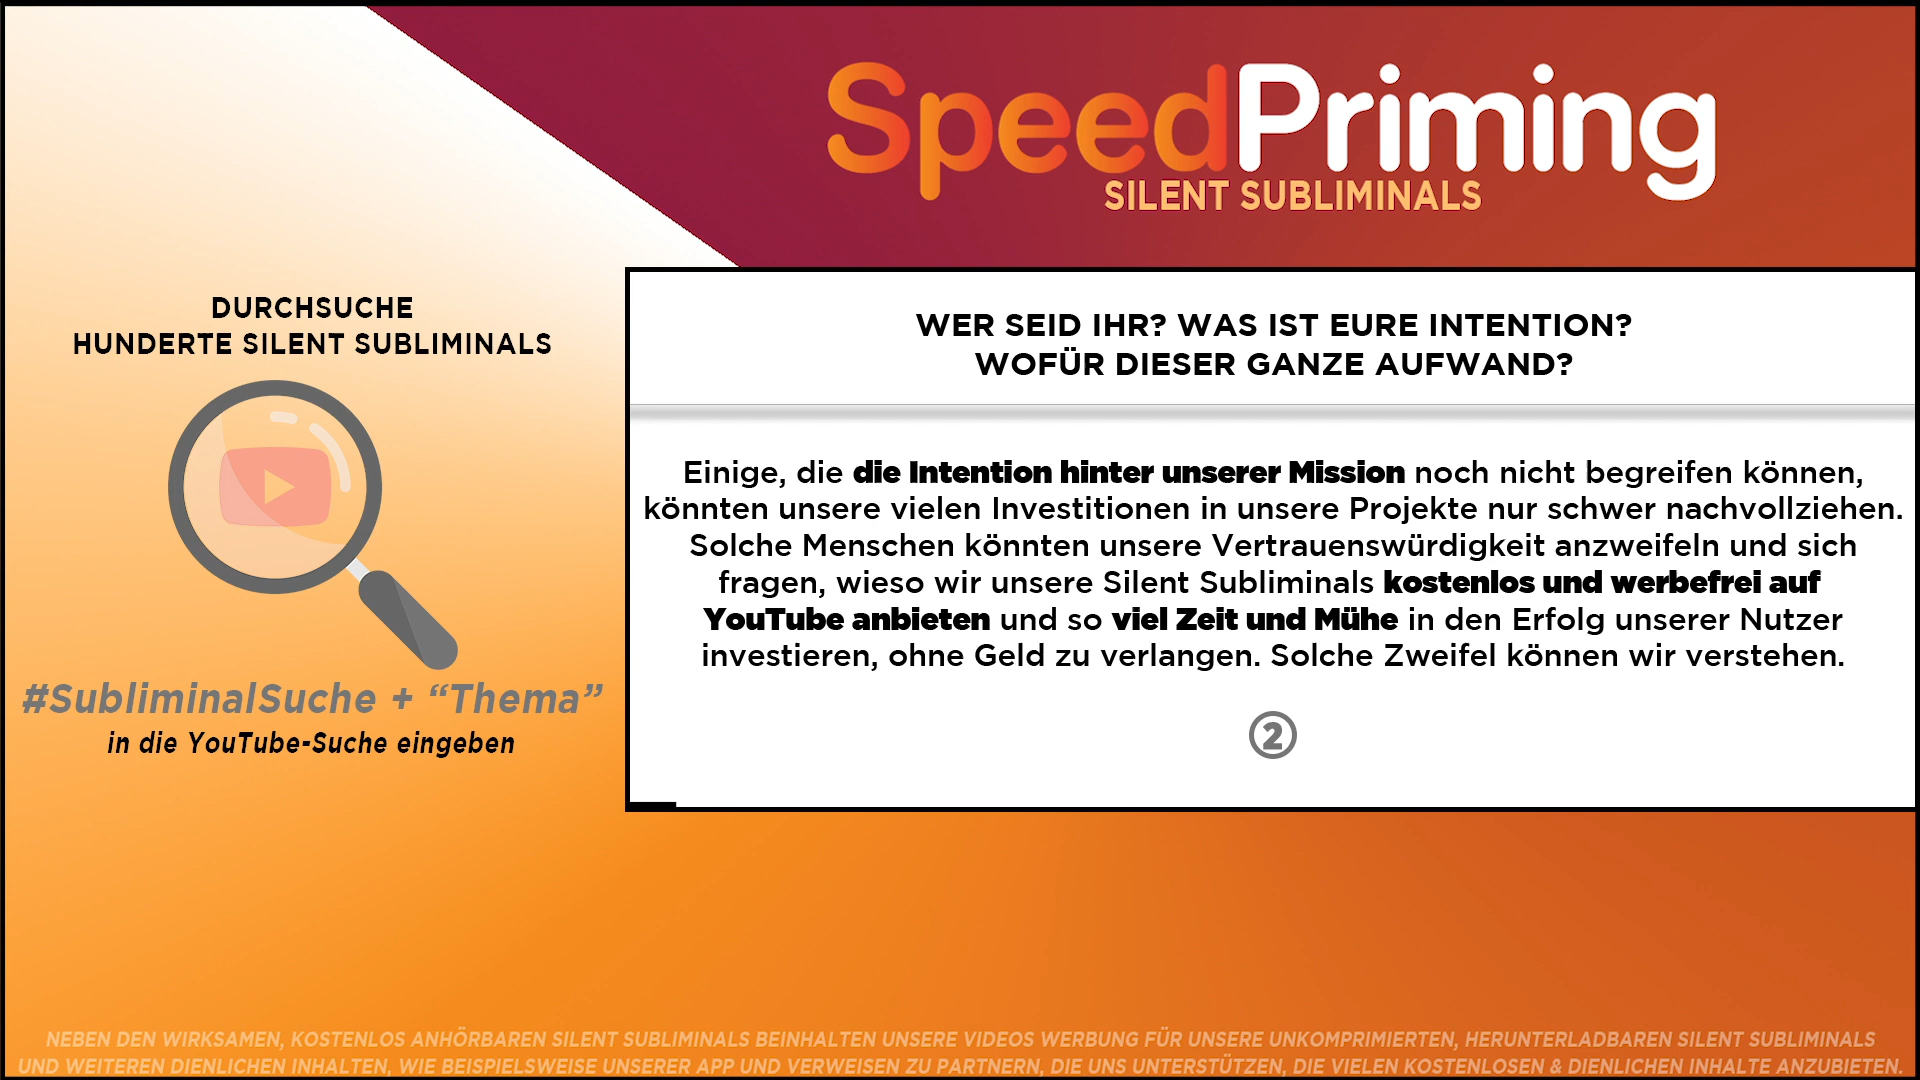 SpeedPriming
SILENT SUBLIMINALS
DURCHSUCHE
HUNDERTE SILENT SUBLIMINALS
#SubliminalSuche + “Thema”
in die YouTube-Suche eingeben
WER SEID IHR? WAS IST EURE INTENTION?
WOFÜR DIESER GANZE AUFWAND?
Einige, die die Intention hinter unserer Mission noch nicht begreifen können,
könnten unsere vielen Investitionen in unsere Projekte nur schwer nachvollziehen.
Solche Menschen könnten unsere Vertrauenswürdigkeit anzweifeln und sich
fragen, wieso wir unsere Silent Subliminals kostenlos und werbefrei auf
YouTube anbieten und so viel Zeit und Mühe in den Erfolg unserer Nutzer
investieren, ohne Geld zu verlangen. Solche Zweifel können wir verstehen.
2
NEBEN DEN WIRKSAMEN, KOSTENLOS ANHÖRBAREN SILENT SUBLIMINALS BEINHALTEN UNSERE VIDEOS WERBUNG FÜR UNSERE UNKOMPRIMIERTEN, HERUNTERLADBAREN SILENT SUBLIMINALS
UND WEITEREN DIENLICHEN INHALTEN, WIE BEISPIELSWEISE UNSERER APP UND VERWEISEN ZU PARTNERN, DIE UNS UNTERSTÜTZEN, DIE VIELEN KOSTENLOSEN & DIENLICHEN INHALTE ANZUBIETEN.